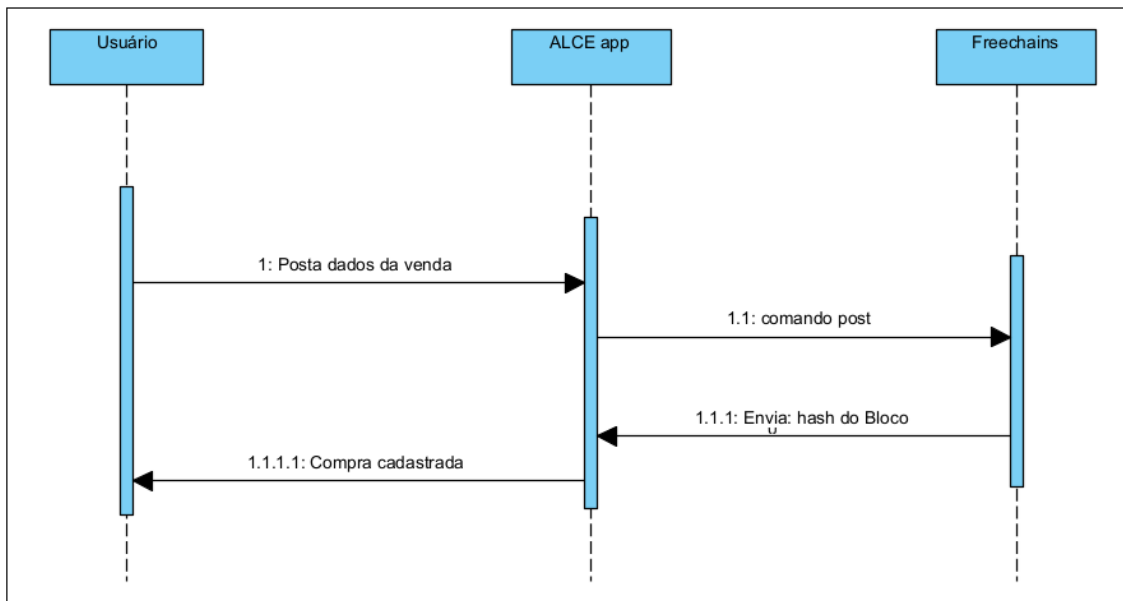 Usuário
ALCE app
Freechains
1: Posta dados da venda
1.1: comando post
1.1.1: Envia: hash do Bloco
1.1.1.1: Compra cadastrada